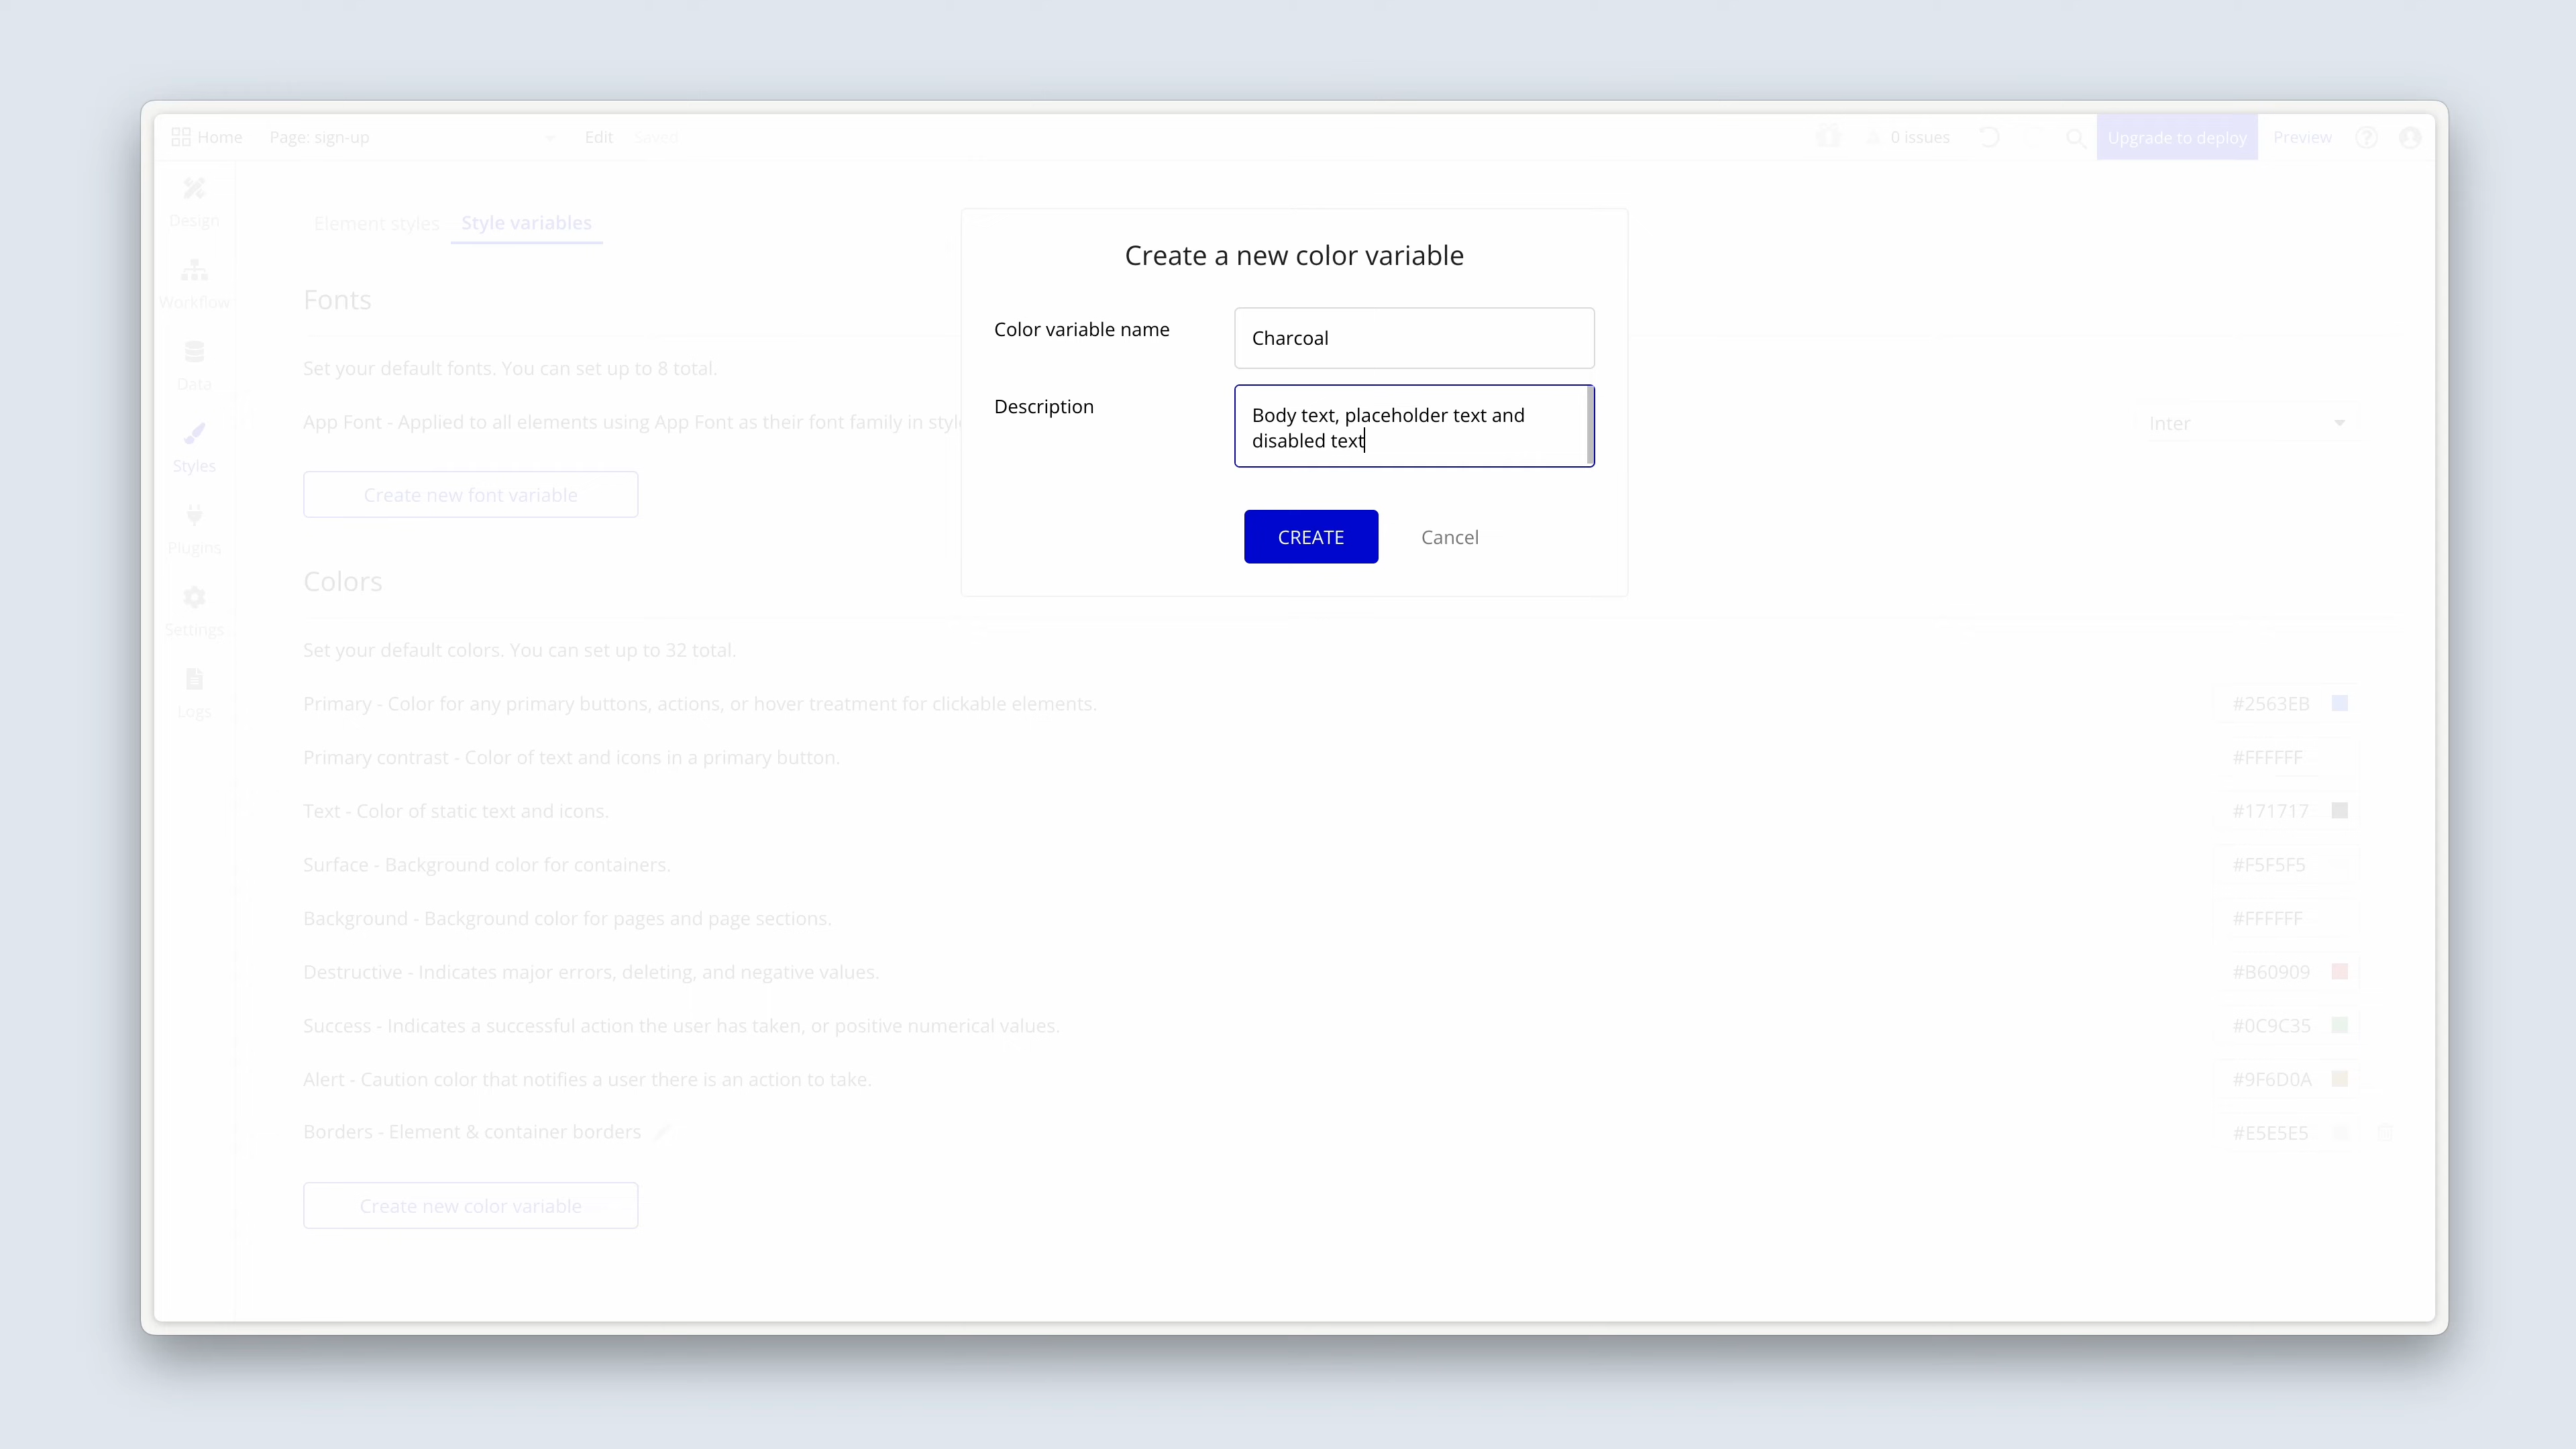 Home
Page: sign-up
Edit
Saved
0 issues
Upgrade to deploy
Preview
Design
Workflow
Data
Styles
Plugins
Settings
Logs
Element styles
Style variables
Fonts
Set your default fonts. You can set up to 8 total.
App Font - Applied to all elements using App Font as their font family in style
Inter
Create new font variable
Create a new color variable
Color variable name
Charcoal
Description
Body text, placeholder text and
disabled text
CREATE
Cancel
Colors
Set your default colors. You can set up to 32 total.
Primary - Color for any primary buttons, actions, or hover treatment for clickable elements.
#2563EB
Primary contrast - Color of text and icons in a primary button.
#FFFFFF
Text - Color of static text and icons.
#171717
Surface - Background color for containers.
#F5F5F5
Background - Background color for pages and page sections.
#FFFFFF
Destructive - Indicates major errors, deleting, and negative values.
#B60909
Success - Indicates a successful action the user has taken, or positive numerical values.
#0C9C35
Alert - Caution color that notifies a user there is an action to take.
#9F6D0A
Borders - Element & container borders
#E5E5E5
Create new color variable